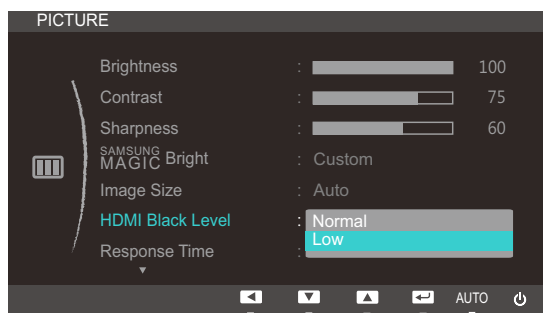 PICTURE
Brightness : 100
Contrast : 75
Sharpness : 60
SAMSUNG MAGIC Bright : Custom
Image Size : Auto
HDMI Black Level : Normal
Low
Response Time :
AUTO